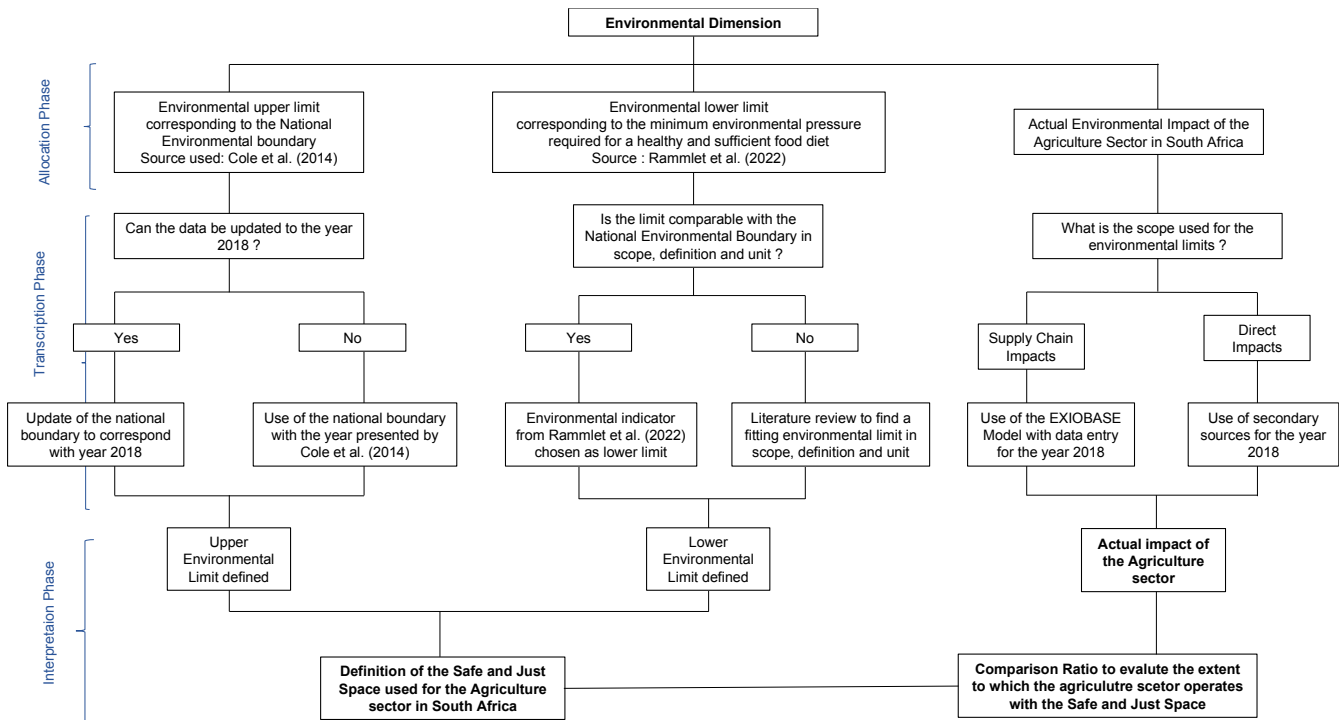 Environmental Dimension
Allocation Phase
Environmental upper limit
corresponding to the National
Environmental boundary
Source used: Cole et al. (2014)
Environmental lower limit
corresponding to the minimum environmental pressure
required for a healthy and sufficient food diet
Source : Rammlet et al. (2022)
Actual Environmental Impact of the
Agriculture Sector in South Africa
Transcription Phase
Can the data be updated to the year
2018 ?
Is the limit comparable with the
National Environmental Boundary in
scope, definition and unit ?
What is the scope used for the
environmental limits ?
Yes
No
Yes
No
Supply Chain
Impacts
Direct
Impacts
Update of the national
boundary to correspond
with year 2018
Use of the national boundary
with the year presented by
Cole et al. (2014)
Environmental indicator
from Rammlet et al. (2022)
chosen as lower limit
Literature review to find a
fitting environmental limit in
scope, definition and unit
Use of the EXIOBASE
Model with data entry
for the year 2018
Use of secondary
sources for the year
2018
Interpretaion Phase
Upper
Environmental
Limit defined
Lower
Environmental
Limit defined
Actual impact of
the Agriculture
sector
Definition of the Safe and Just
Space used for the Agriculture
sector in South Africa
Comparison Ratio to evalute the extent
to which the agriculutre scetor operates
with the Safe and Just Space